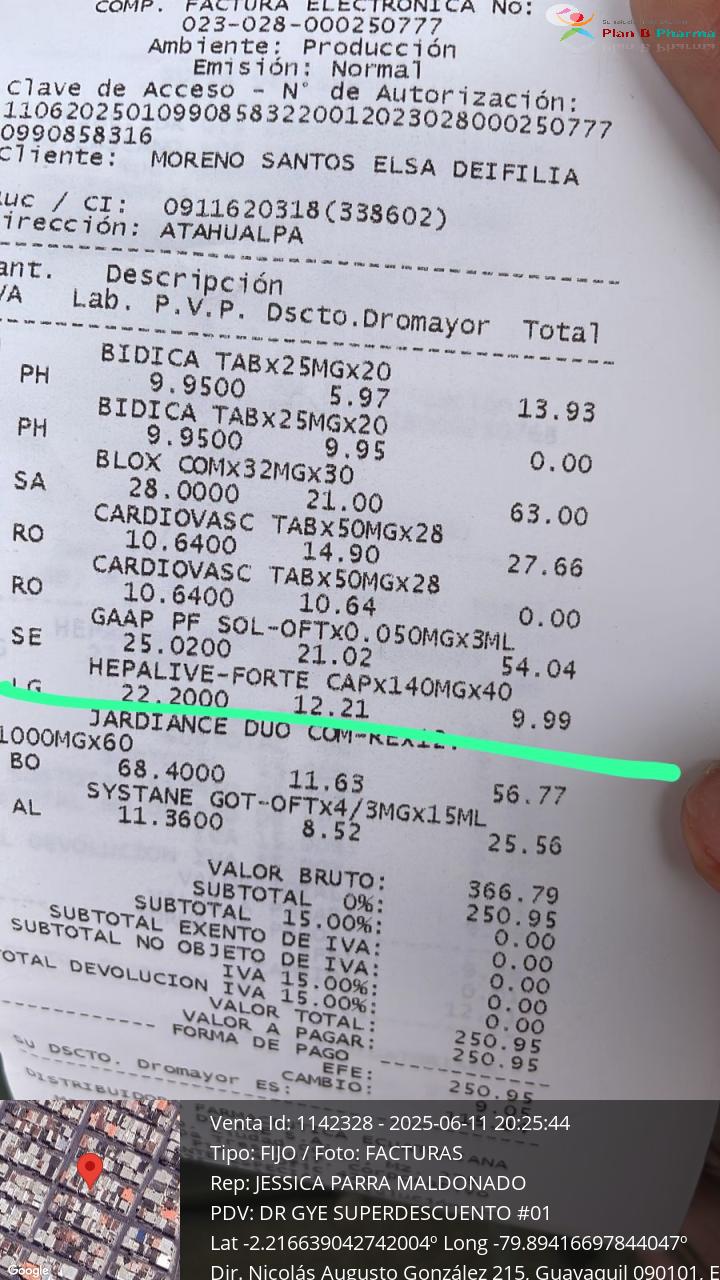 COMP. FACTURA ELECTRONICA No:
023-028-000250777
Ambiente: Producción
Emisión: Normal
Clave de Acceso - N° de Autorización:
110620250109908583220012023028000250777
0990858316
Cliente: MORENO SANTOS ELSA DEIFILIA
uc / CI: 0911620318(338602)
irección: ATAHUALPA
ant. Descripción
VA Lab. P.V.P. Dscto.Dromayor Total
BIDICA TABx25MGx20
PH 9.9500 5.97 13.93
BIDICA TABx25MGx20
PH 9.9500 9.95 0.00
BLOX COMx32MGx30
SA 28.0000 21.00 63.00
CARDIOVASC TABx50MGx28
RO 10.6400 14.90 27.66
CARDIOVASC TABx50MGx28
RO 10.6400 10.64 0.00
GAAP PF SOL-OFTx0.050MGx3ML
SE 25.0200 21.02 54.04
HEPALIVE-FORTE CAPx140MGx40
LG 22.2000 12.21 9.99
JARDIANCE DUO COM-REx12.
1000MGx60
BO 68.4000 11.63 56.77
SYSTANE GOT-OFTx4/3MGx15ML
AL 11.3600 8.52 25.56
VALOR BRUTO: 366.79
SUBTOTAL 0%: 250.95
SUBTOTAL 15.00%: 0.00
SUBTOTAL EXENTO DE IVA: 0.00
SUBTOTAL NO OBJETO DE IVA: 0.00
IVA 15.00%: 0.00
OTAL DEVOLUCION IVA 15.00%: 0.00
VALOR TOTAL: 250.95
VALOR A PAGAR: 250.95
FORMA DE PAGO
EFE: 250.95
CAMBIO:
SU DSCTO. Dromayor ES:
Plan B Pharma
Venta Id: 1142328 - 2025-06-11 20:25:44
Tipo: FIJO / Foto: FACTURAS
Rep: JESSICA PARRA MALDONADO
PDV: DR GYE SUPERDESCUENTO #01
Lat -2.216639042742004º Long -79.89416697844047º
Dir. Nicolás Augusto González 215, Guayaquil 090101, E
Google